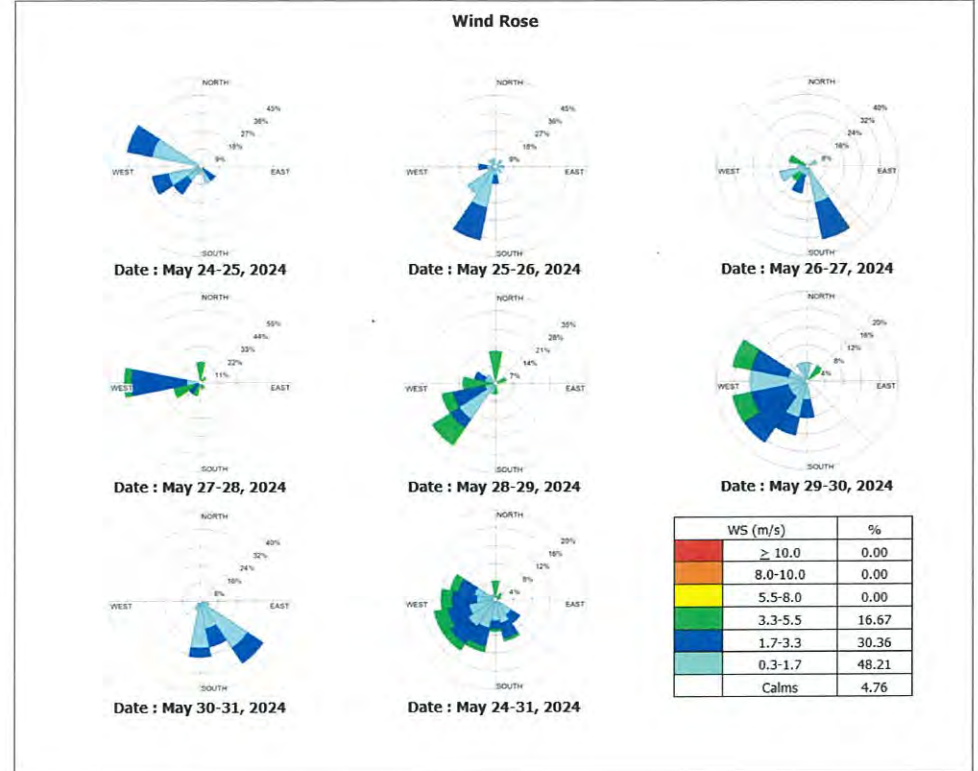 Wind Rose
NORTH
45%
36%
27%
18%
9%
WEST
EAST
SOUTH
Date : May 24-25, 2024
NORTH
45%
36%
27%
18%
9%
WEST
EAST
SOUTH
Date : May 25-26, 2024
NORTH
40%
32%
24%
16%
8%
WEST
EAST
SOUTH
Date : May 26-27, 2024
NORTH
55%
44%
33%
22%
11%
WEST
EAST
SOUTH
Date : May 27-28, 2024
NORTH
35%
28%
21%
14%
7%
WEST
EAST
SOUTH
Date : May 28-29, 2024
NORTH
20%
16%
12%
8%
4%
WEST
EAST
SOUTH
Date : May 29-30, 2024
NORTH
40%
32%
24%
16%
8%
WEST
EAST
SOUTH
Date : May 30-31, 2024
NORTH
20%
16%
12%
8%
4%
WEST
EAST
SOUTH
Date : May 24-31, 2024
WS (m/s) %
≥ 10.0 0.00
8.0-10.0 0.00
5.5-8.0 0.00
3.3-5.5 16.67
1.7-3.3 30.36
0.3-1.7 48.21
Calms 4.76